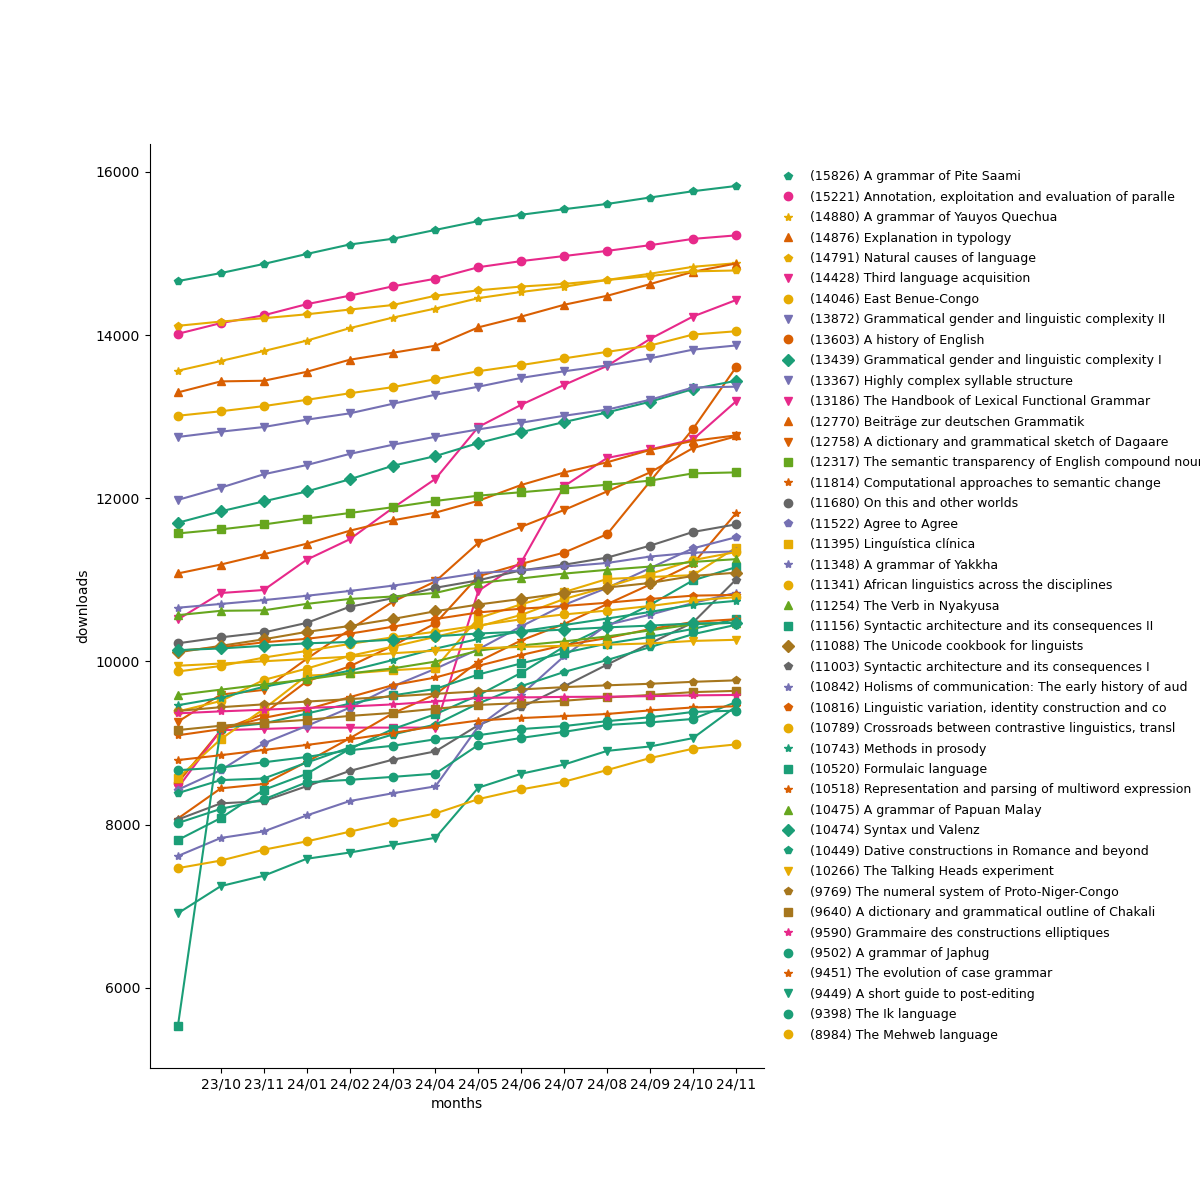 16000
14000
12000
10000
8000
6000
downloads
23/10 23/11 24/01 24/02 24/03 24/04 24/05 24/06 24/07 24/08 24/09 24/10 24/11
months
(15826) A grammar of Pite Saami
(15221) Annotation, exploitation and evaluation of paralle
(14880) A grammar of Yauyos Quechua
(14876) Explanation in typology
(14791) Natural causes of language
(14428) Third language acquisition
(14046) East Benue-Congo
(13872) Grammatical gender and linguistic complexity II
(13603) A history of English
(13439) Grammatical gender and linguistic complexity I
(13367) Highly complex syllable structure
(13186) The Handbook of Lexical Functional Grammar
(12770) Beiträge zur deutschen Grammatik
(12758) A dictionary and grammatical sketch of Dagaare
(12317) The semantic transparency of English compound nour
(11814) Computational approaches to semantic change
(11680) On this and other worlds
(11522) Agree to Agree
(11395) Linguística clínica
(11348) A grammar of Yakkha
(11341) African linguistics across the disciplines
(11254) The Verb in Nyakyusa
(11156) Syntactic architecture and its consequences II
(11088) The Unicode cookbook for linguists
(11003) Syntactic architecture and its consequences I
(10842) Holisms of communication: The early history of aud
(10816) Linguistic variation, identity construction and co
(10789) Crossroads between contrastive linguistics, transl
(10743) Methods in prosody
(10520) Formulaic language
(10518) Representation and parsing of multiword expression
(10475) A grammar of Papuan Malay
(10474) Syntax und Valenz
(10449) Dative constructions in Romance and beyond
(10266) The Talking Heads experiment
(9769) The numeral system of Proto-Niger-Congo
(9640) A dictionary and grammatical outline of Chakali
(9590) Grammaire des constructions elliptiques
(9502) A grammar of Japhug
(9451) The evolution of case grammar
(9449) A short guide to post-editing
(9398) The Ik language
(8984) The Mehweb language